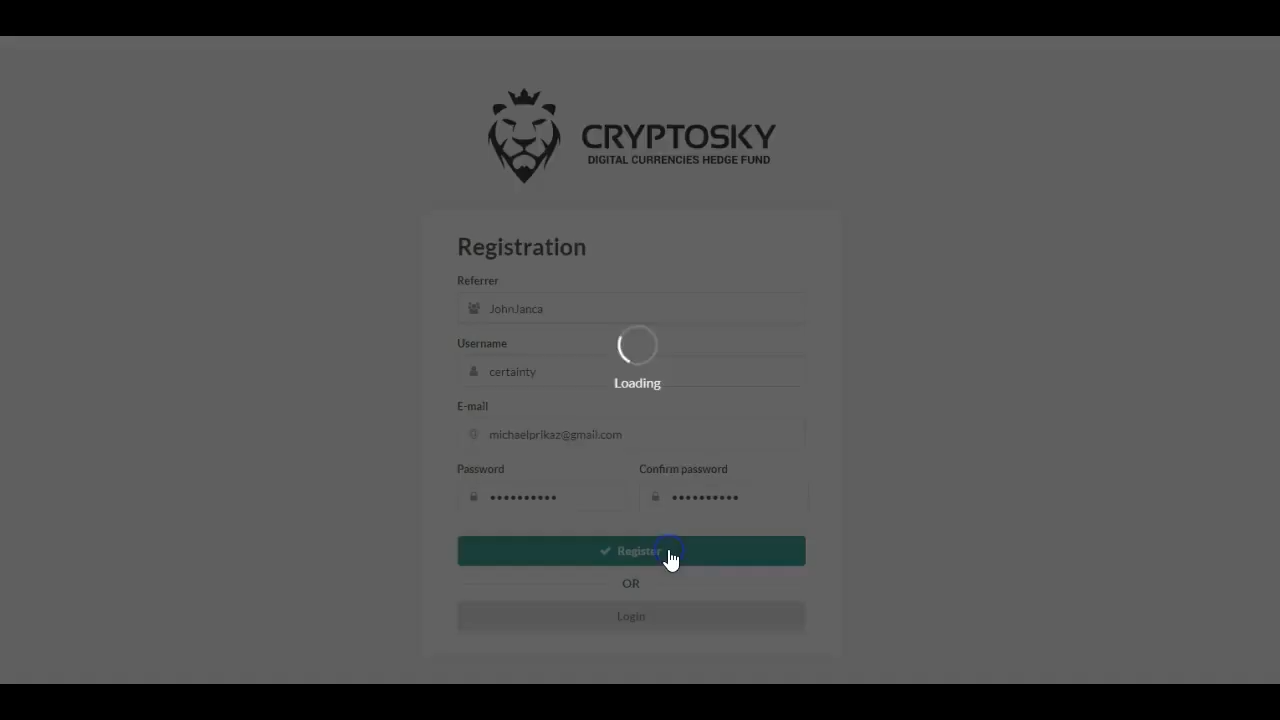 CRYPTOSKY
DIGITAL CURRENCIES HEDGE FUND
Registration
Referrer
JohnJanca
Username
certainty
Loading
E-mail
michaelprikaz@gmail.com
Password Confirm password
•••••••••• ••••••••••
Register
OR
Login